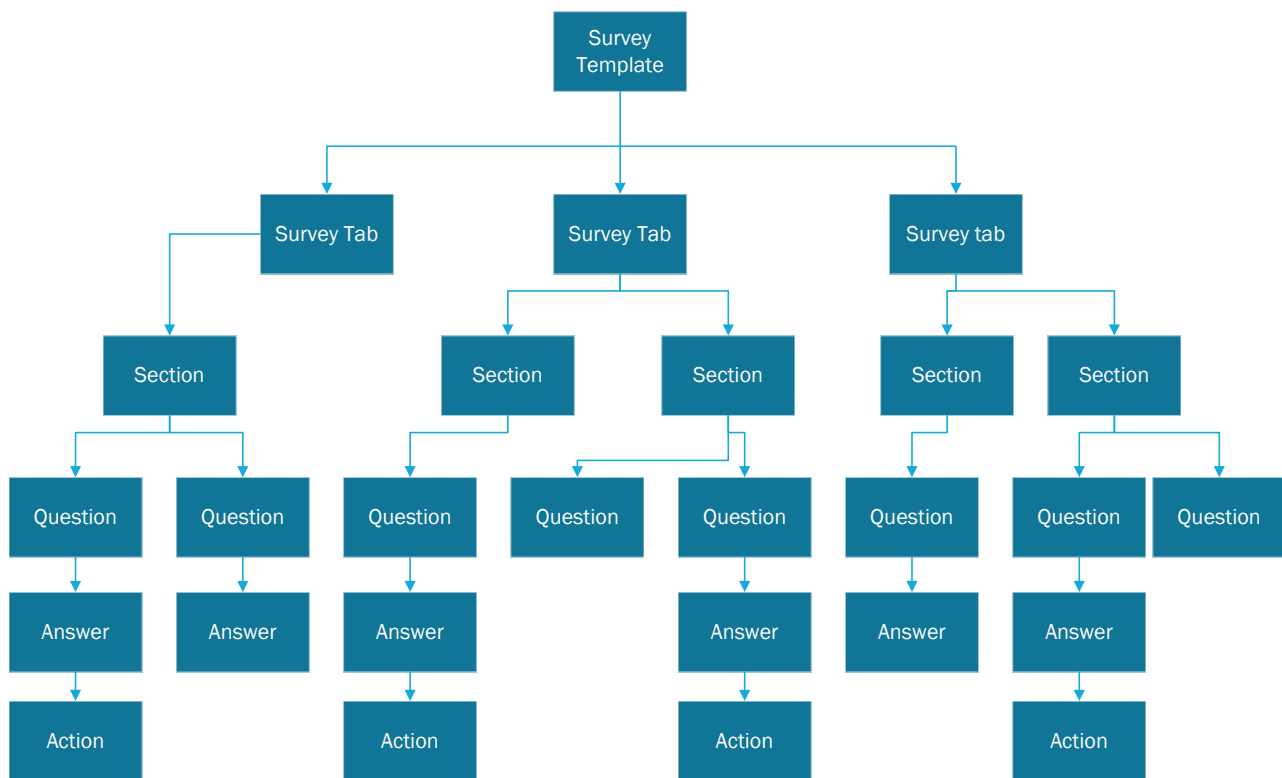 Survey
Template
Survey Tab
Survey Tab
Survey tab
Section
Section
Section
Section
Section
Question
Question
Question
Question
Question
Question
Question
Question
Answer
Answer
Answer
Answer
Answer
Answer
Action
Action
Action
Action